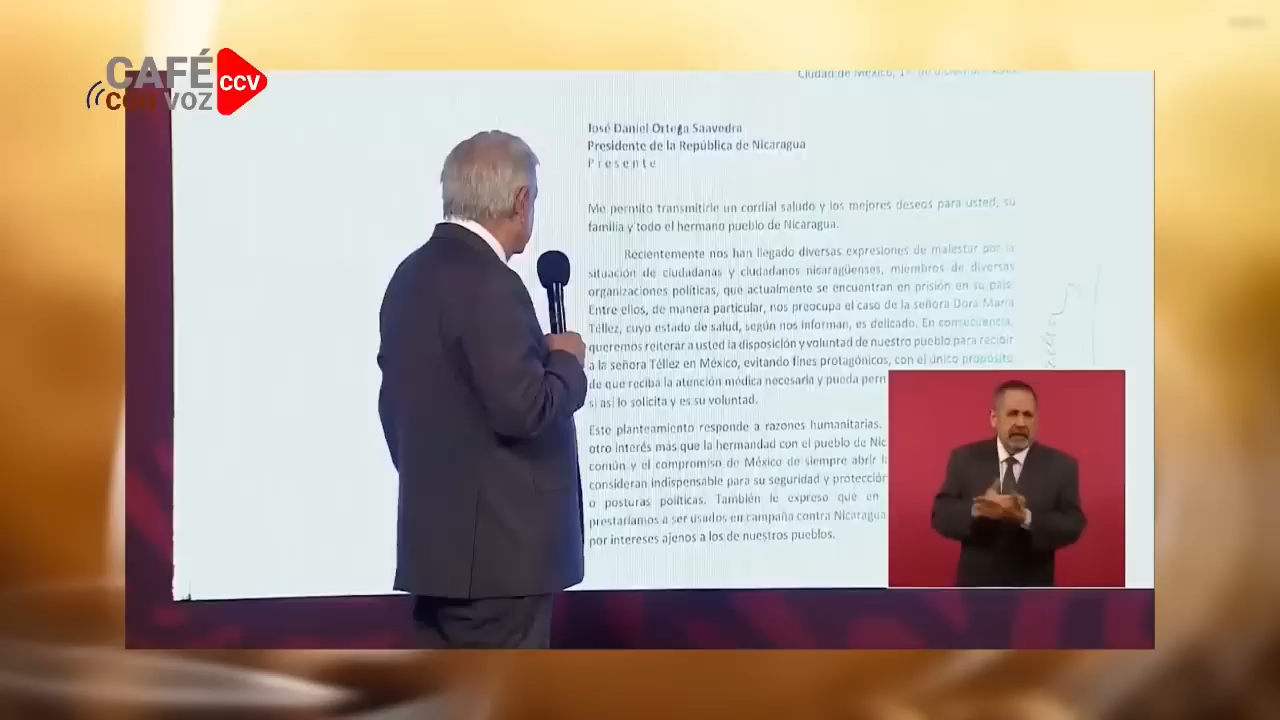 CAFÉ
CON VOZ
CCV
Ciudad de México, 1° de diciembre
José Daniel Ortega Saavedra
Presidente de la República de Nicaragua
P r e s e n t e
Me permito transmitirle un cordial saludo y los mejores deseos para usted, su
familia y todo el hermano pueblo de Nicaragua.
Recientemente nos han llegado diversas expresiones de malestar por la
situación de ciudadanas y ciudadanos nicaragüenses, miembros de diversas
organizaciones políticas, que actualmente se encuentran en prisión en su país.
Entre ellos, de manera particular, nos preocupa el caso de la señora Dora María
Téllez, cuyo estado de salud, según nos informan, es delicado. En consecuencia,
queremos reiterar a usted la disposición y voluntad de nuestro pueblo para recibir
a la señora Téllez en México, evitando fines protagónicos, con el único propósito
de que reciba la atención médica necesaria y pueda perm
si así lo solicita y es su voluntad.
Este planteamiento responde a razones humanitarias.
otro interés más que la hermandad con el pueblo de Nic
común y el compromiso de México de siempre abrir l
consideran indispensable para su seguridad y protección
o posturas políticas. También le expreso que en
prestaríamos a ser usados en campaña contra Nicaragua
por intereses ajenos a los de nuestros pueblos.